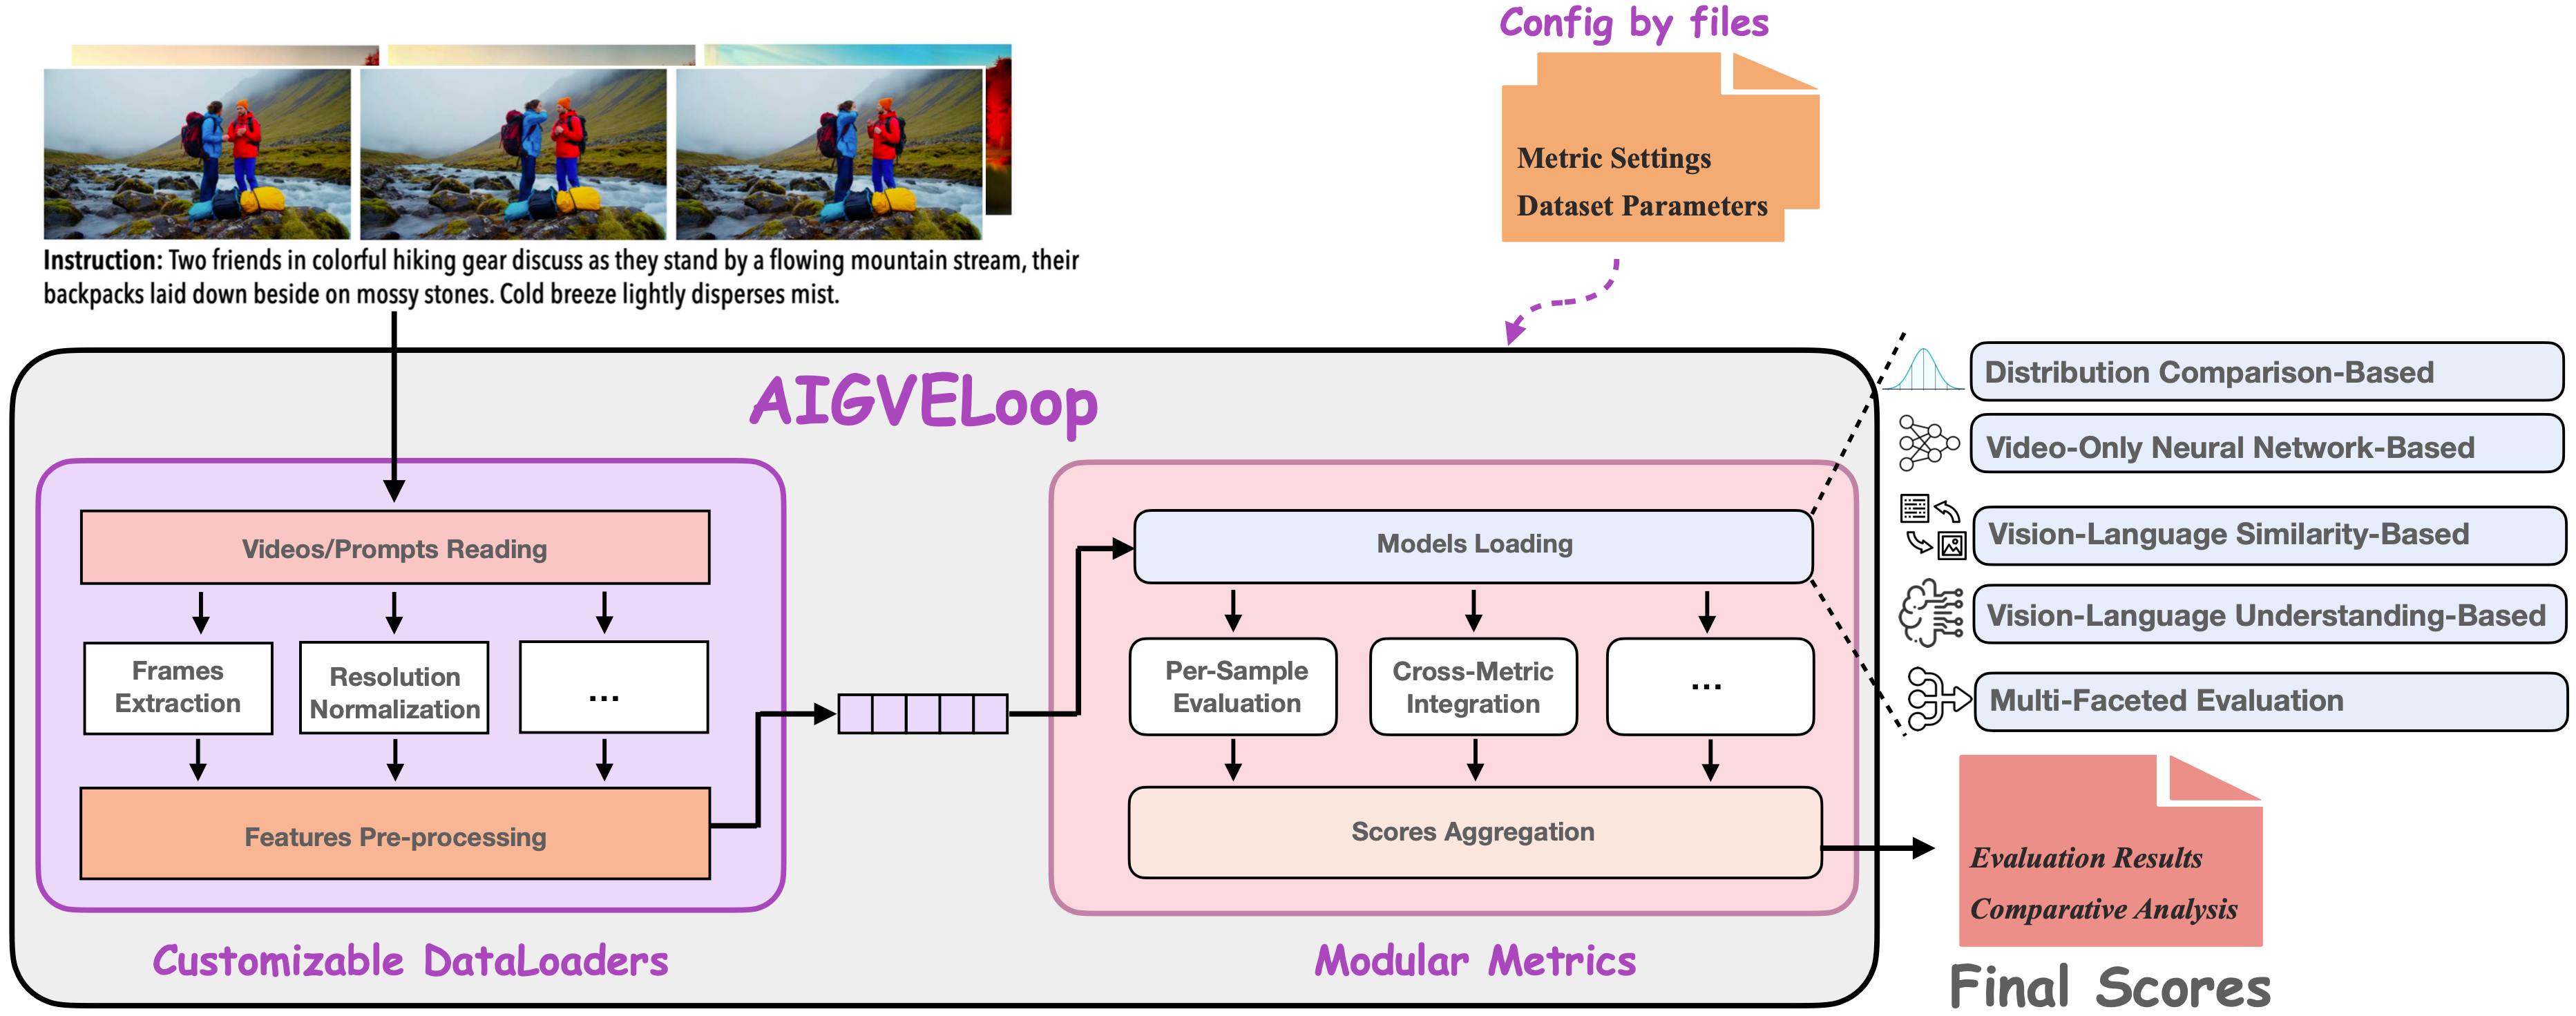 Config by files
Metric Settings
Dataset Parameters
Instruction: Two friends in colorful hiking gear discuss as they stand by a flowing mountain stream, their
backpacks laid down beside on mossy stones. Cold breeze lightly disperses mist.
AIGVELoop
Videos/Prompts Reading
Frames
Extraction
Resolution
Normalization
...
Features Pre-processing
Customizable DataLoaders
Models Loading
Per-Sample
Evaluation
Cross-Metric
Integration
...
Scores Aggregation
Modular Metrics
Distribution Comparison-Based
Video-Only Neural Network-Based
Vision-Language Similarity-Based
Vision-Language Understanding-Based
Multi-Faceted Evaluation
Evaluation Results
Comparative Analysis
Final Scores